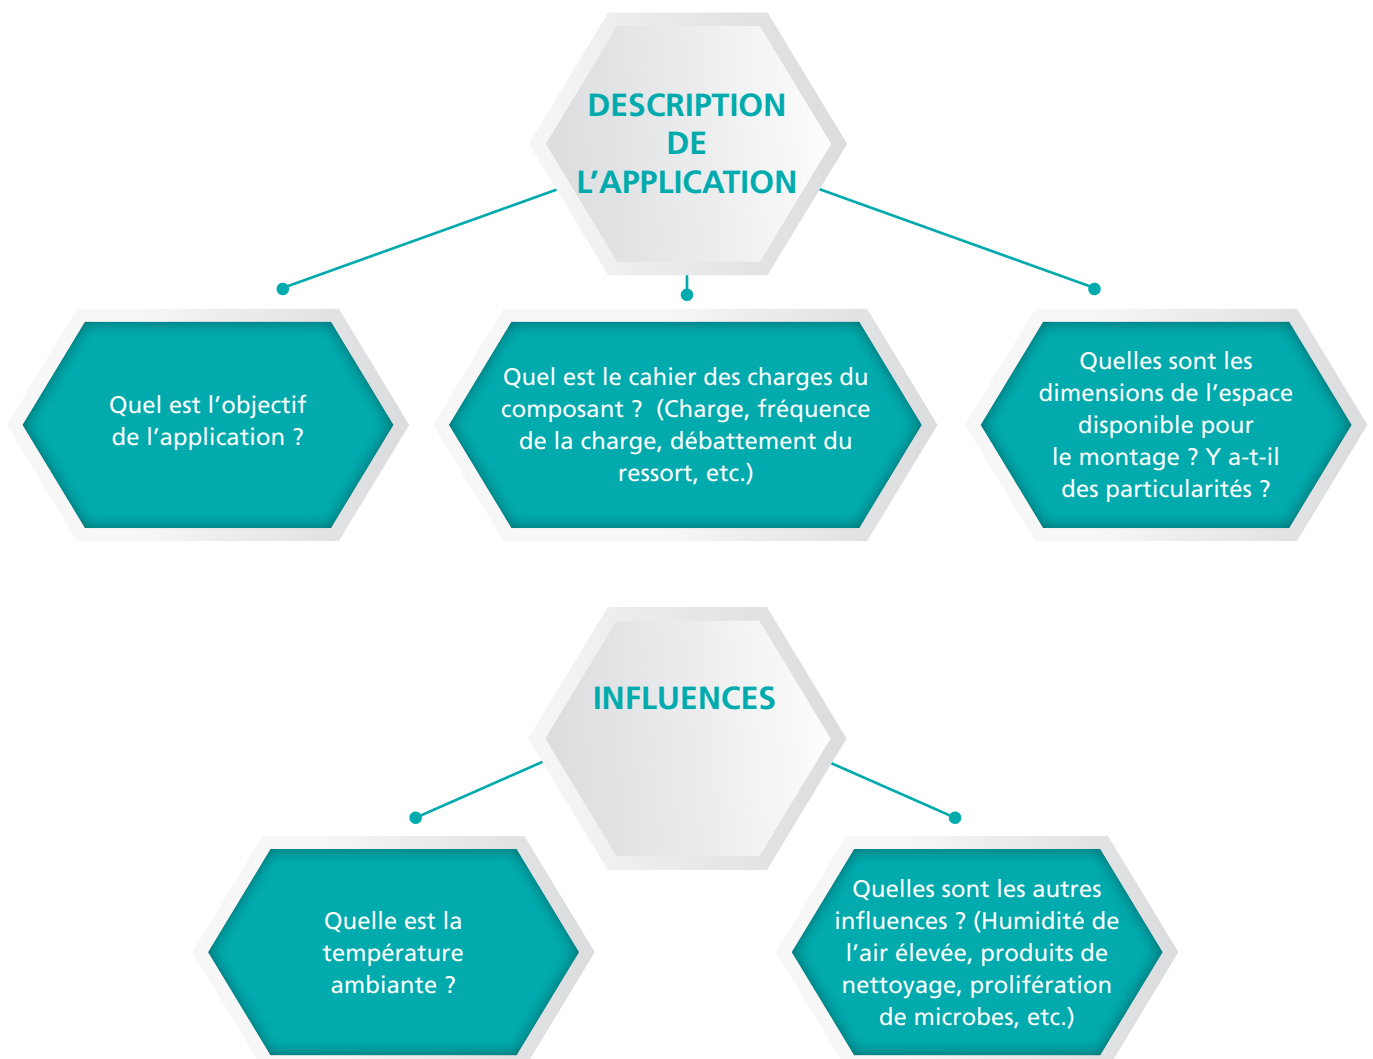 DESCRIPTION
DE
L’APPLICATION
Quel est l’objectif
de l’application ?
Quel est le cahier des charges du
composant ?  (Charge, fréquence
de la charge, débattement du
ressort, etc.)
Quelles sont les
dimensions de l’espace
disponible pour
le montage ? Y a-t-il
des particularités ?
INFLUENCES
Quelle est la
température
ambiante ?
Quelles sont les autres
influences ? (Humidité de
l’air élevée, produits de
nettoyage, prolifération
de microbes, etc.)